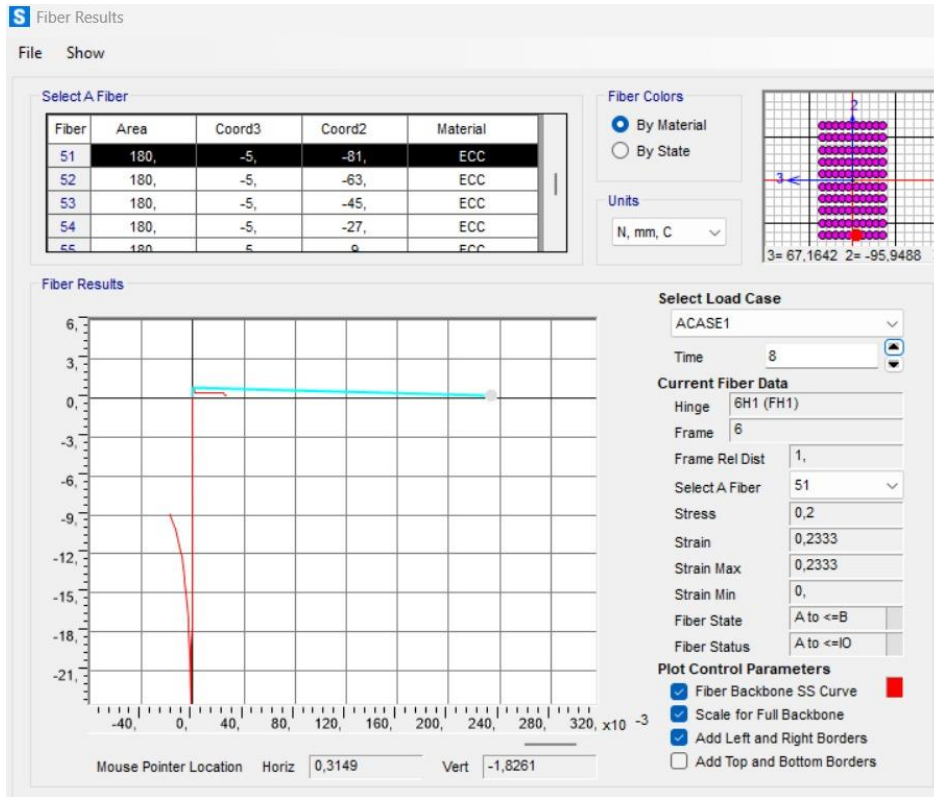 S Fiber Results
File Show
Select A Fiber
Fiber Area Coord3 Coord2 Material
51 180, -5, -81, ECC
52 180, -5, -63, ECC
53 180, -5, -45, ECC
54 180, -5, -27, ECC
55 180 5 9 ECC
Fiber Colors
By Material
By State
Units
N, mm, C
2
3
3= 67,1642 2= -95,9488
Fiber Results
6,
3,
0,
-3,
-6,
-9,
-12,
-15,
-18,
-21,
-40, 0, 40, 80, 120, 160, 200, 240, 280, 320, x10 -3
Mouse Pointer Location Horiz 0,3149 Vert -1,8261
Select Load Case
ACASE1
Time 8
Current Fiber Data
Hinge 6H1 (FH1)
Frame 6
Frame Rel Dist 1,
Select A Fiber 51
Stress 0,2
Strain 0,2333
Strain Max 0,2333
Strain Min 0,
Fiber State A to <=B
Fiber Status A to <=IO
Plot Control Parameters
Fiber Backbone SS Curve
Scale for Full Backbone
Add Left and Right Borders
Add Top and Bottom Borders